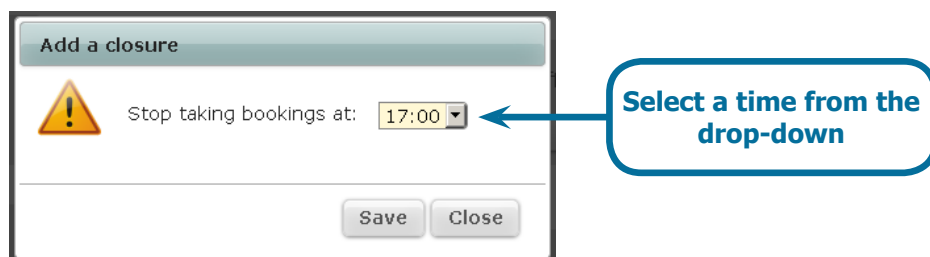 Add a closure
Stop taking bookings at: 17:00
Select a time from the
drop-down
Save Close